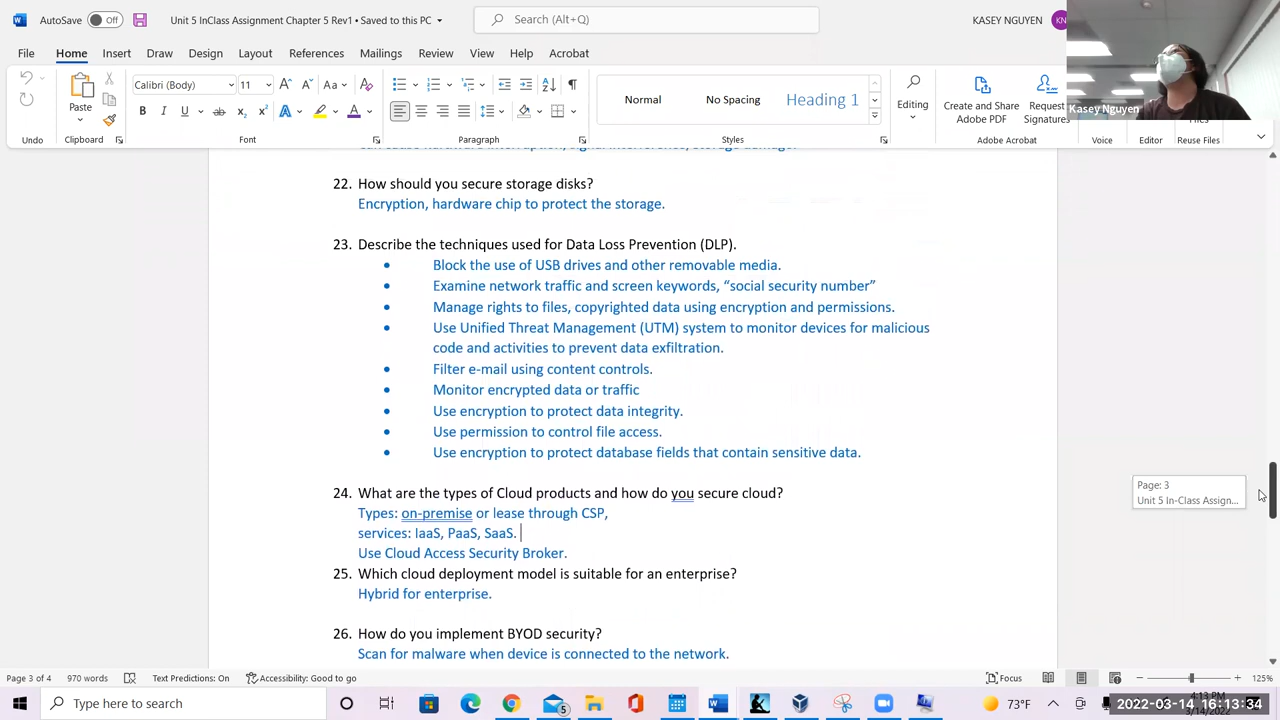 AutoSave Off Unit 5 InClass Assignment Chapter 5 Rev1 • Saved to this PC Search (Alt+Q) KASEY NGUYEN KN
File Home Insert Draw Design Layout References Mailings Review View Help Acrobat
Calibri (Body) 11 Aa
Paste
Normal No Spacing Heading 1
Editing
Create and Share Adobe PDF
Request Signatures
Kasey Nguyen
Files
Undo Clipboard Font Paragraph Styles Adobe Acrobat Voice Editor Reuse Files
22. How should you secure storage disks?
Encryption, hardware chip to protect the storage.
23. Describe the techniques used for Data Loss Prevention (DLP).
• Block the use of USB drives and other removable media.
• Examine network traffic and screen keywords, “social security number”
• Manage rights to files, copyrighted data using encryption and permissions.
• Use Unified Threat Management (UTM) system to monitor devices for malicious
code and activities to prevent data exfiltration.
• Filter e-mail using content controls.
• Monitor encrypted data or traffic
• Use encryption to protect data integrity.
• Use permission to control file access.
• Use encryption to protect database fields that contain sensitive data.
24. What are the types of Cloud products and how do you secure cloud?
Types: on-premise or lease through CSP,
services: IaaS, PaaS, SaaS.
Use Cloud Access Security Broker.
25. Which cloud deployment model is suitable for an enterprise?
Hybrid for enterprise.
26. How do you implement BYOD security?
Scan for malware when device is connected to the network.
Page: 3
Unit 5 In-Class Assign...
Page 3 of 4 970 words Text Predictions: On Accessibility: Good to go Focus 125%
Type here to search 5 73°F 4:13 PM
2022-03-14 16:13:34
3/14/2022